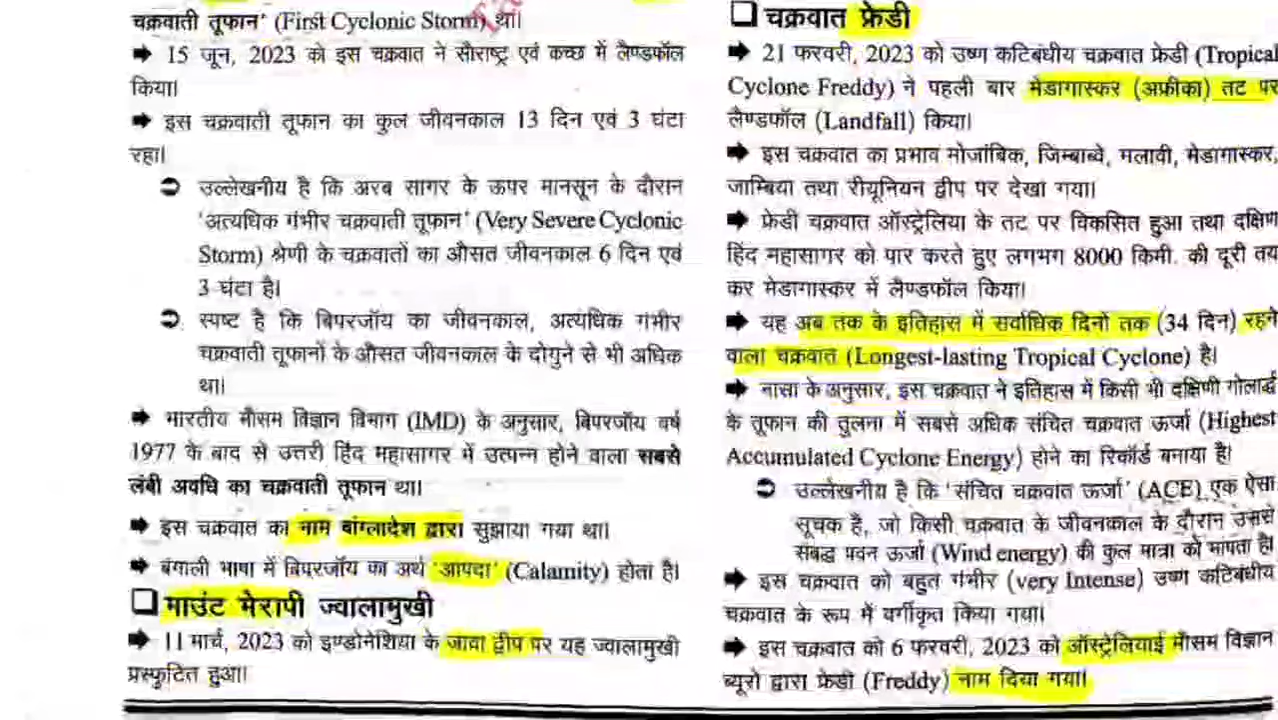 चक्रवाती तूफान' (First Cyclonic Storm) था।
➡ 15 जून, 2023 को इस चक्रवात ने सौराष्ट्र एवं कच्छ में लैण्डफॉल
किया।
➡ इस चक्रवाती तूफान का कुल जीवनकाल 13 दिन एवं 3 घंटा
रहा।
➲ उल्लेखनीय है कि अरब सागर के ऊपर मानसून के दौरान
'अत्यधिक गंभीर चक्रवाती तूफान' (Very Severe Cyclonic
Storm) श्रेणी के चक्रवातों का औसत जीवनकाल 6 दिन एवं
3 घंटा है।
➲ स्पष्ट है कि बिपरजॉय का जीवनकाल, अत्यधिक गंभीर
चक्रवाती तूफानों के औसत जीवनकाल के दोगुने से भी अधिक
था।
➡ भारतीय मौसम विज्ञान विभाग (IMD) के अनुसार, बिपरजॉय वर्ष
1977 के बाद से उत्तरी हिंद महासागर में उत्पन्न होने वाला सबसे
लंबी अवधि का चक्रवाती तूफान था।
➡ इस चक्रवात का नाम बांग्लादेश द्वारा सुझाया गया था।
➡ बंगाली भाषा में बिपरजॉय का अर्थ 'आपदा' (Calamity) होता है।
❑ माउंट मेरापी ज्वालामुखी
➡ 11 मार्च, 2023 को इण्डोनेशिया के जावा द्वीप पर यह ज्वालामुखी
प्रस्फुटित हुआ।
❑ चक्रवात फ्रेडी
➡ 21 फरवरी, 2023 को उष्ण कटिबंधीय चक्रवात फ्रेडी (Tropical
Cyclone Freddy) ने पहली बार मेडागास्कर (अफ्रीका) तट पर
लैण्डफॉल (Landfall) किया।
➡ इस चक्रवात का प्रभाव मोजांबिक, जिम्बाब्वे, मलावी, मेडागास्कर,
जाम्बिया तथा रीयूनियन द्वीप पर देखा गया।
➡ फ्रेडी चक्रवात ऑस्ट्रेलिया के तट पर विकसित हुआ तथा दक्षिण
हिंद महासागर को पार करते हुए लगभग 8000 किमी. की दूरी तय
कर मेडागास्कर में लैण्डफॉल किया।
➡ यह अब तक के इतिहास में सर्वाधिक दिनों तक (34 दिन) रहने
वाला चक्रवात (Longest-lasting Tropical Cyclone) है।
➡ नासा के अनुसार, इस चक्रवात ने इतिहास में किसी भी दक्षिणी गोलार्द्ध
के तूफान की तुलना में सबसे अधिक संचित चक्रवात ऊर्जा (Highest
Accumulated Cyclone Energy) होने का रिकॉर्ड बनाया है।
➲ उल्लेखनीय है कि 'संचित चक्रवात ऊर्जा' (ACE) एक ऐसा
सूचक है, जो किसी चक्रवात के जीवनकाल के दौरान उससे
संबद्ध पवन ऊर्जा (Wind energy) की कुल मात्रा को मापता है।
➡ इस चक्रवात को बहुत गंभीर (very Intense) उष्ण कटिबंधीय
चक्रवात के रूप में वर्गीकृत किया गया।
➡ इस चक्रवात को 6 फरवरी, 2023 को ऑस्ट्रेलियाई मौसम विज्ञान
ब्यूरो द्वारा फ्रेडी (Freddy) नाम दिया गया।